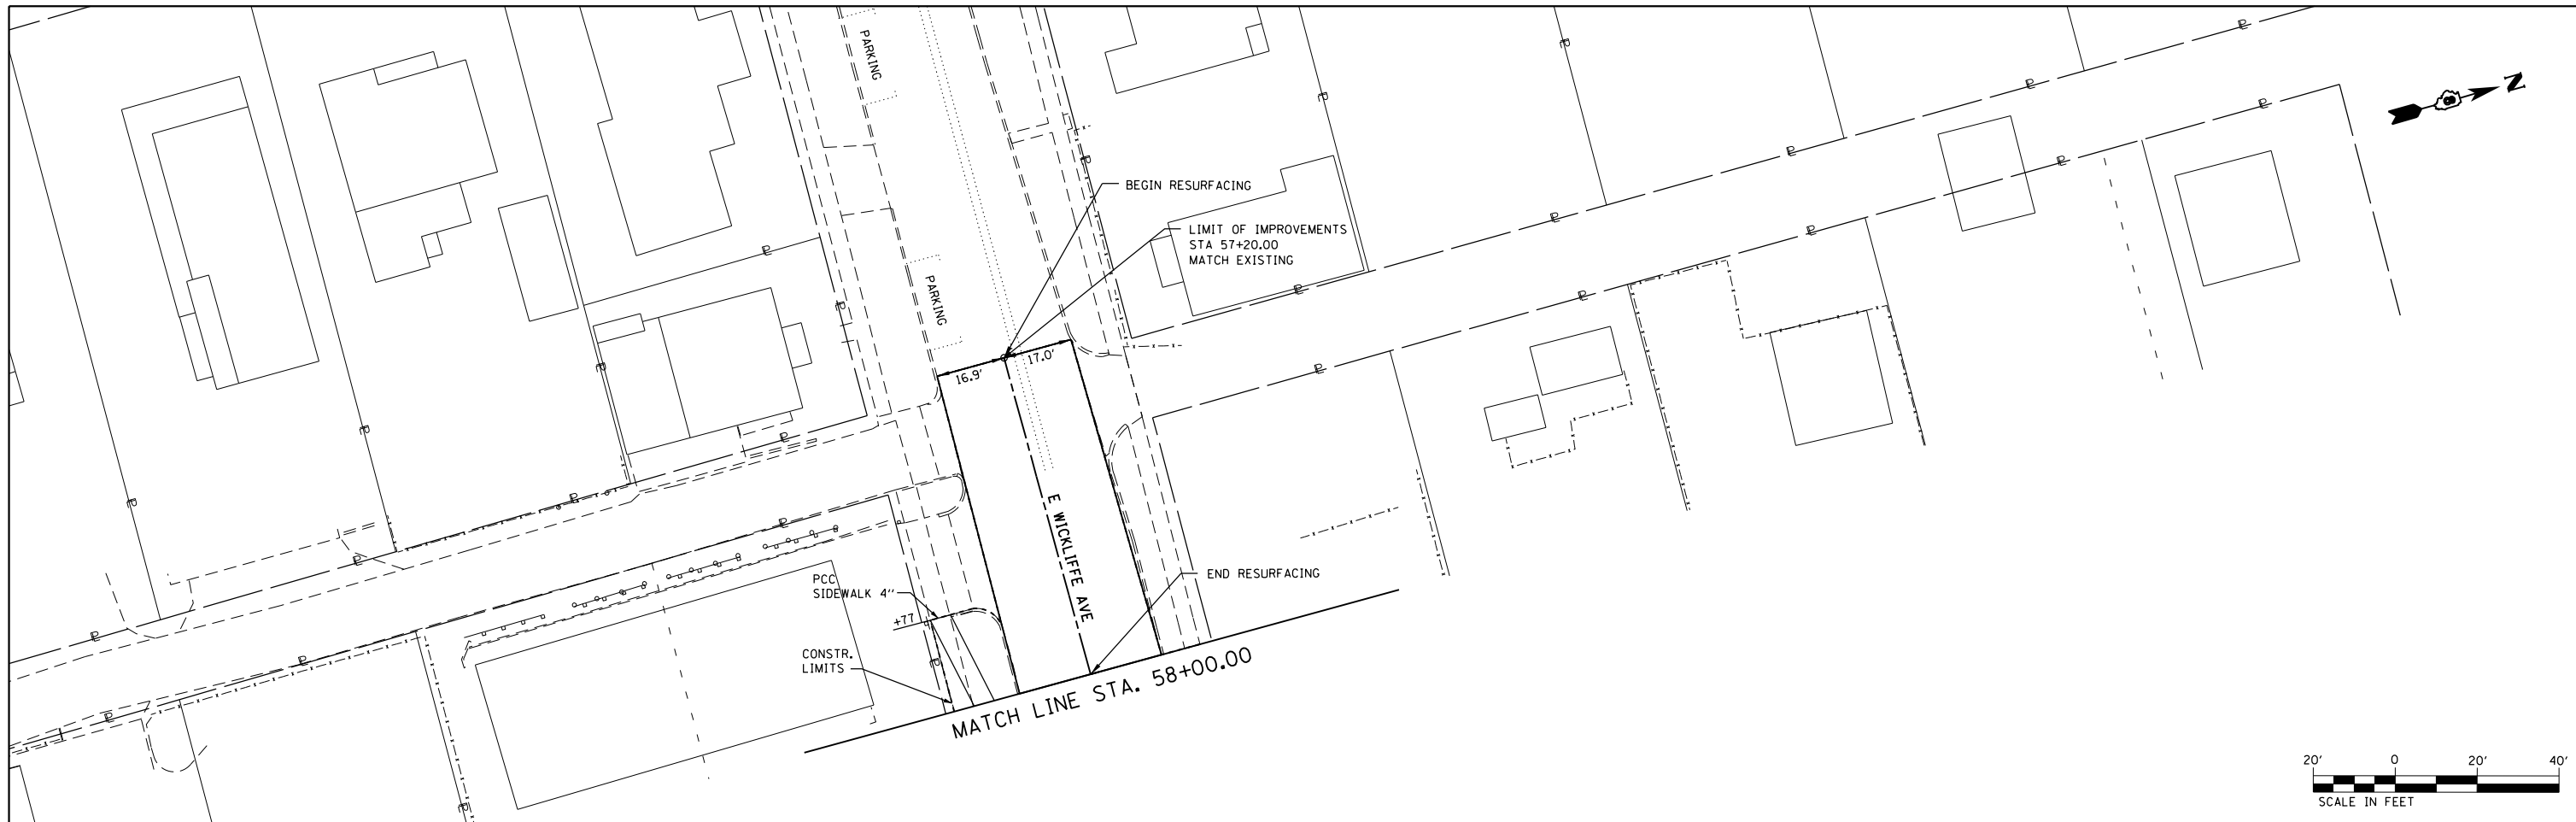 PARKING
N
BEGIN RESURFACING
LIMIT OF IMPROVEMENTS
STA 57+20.00
MATCH EXISTING
PARKING
17.0'
16.9'
E WICKLIFFE AVE
END RESURFACING
PCC
SIDEWALK 4"
+77
CONSTR.
LIMITS
MATCH LINE STA. 58+00.00
20' 0 20' 40'
SCALE IN FEET